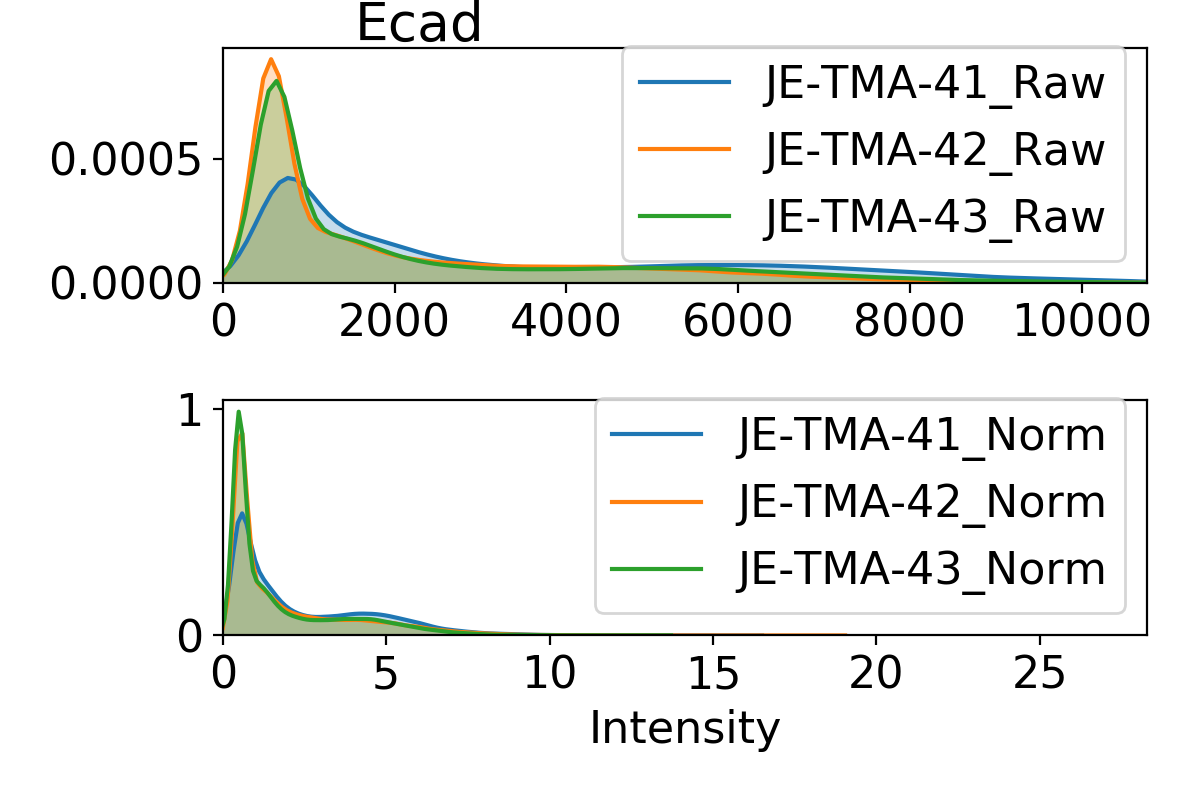 Ecad
0.0005
0.0000
JE-TMA-41_Raw
JE-TMA-42_Raw
JE-TMA-43_Raw
0 2000 4000 6000 8000 10000
1
0
JE-TMA-41_Norm
JE-TMA-42_Norm
JE-TMA-43_Norm
0 5 10 15 20 25
Intensity